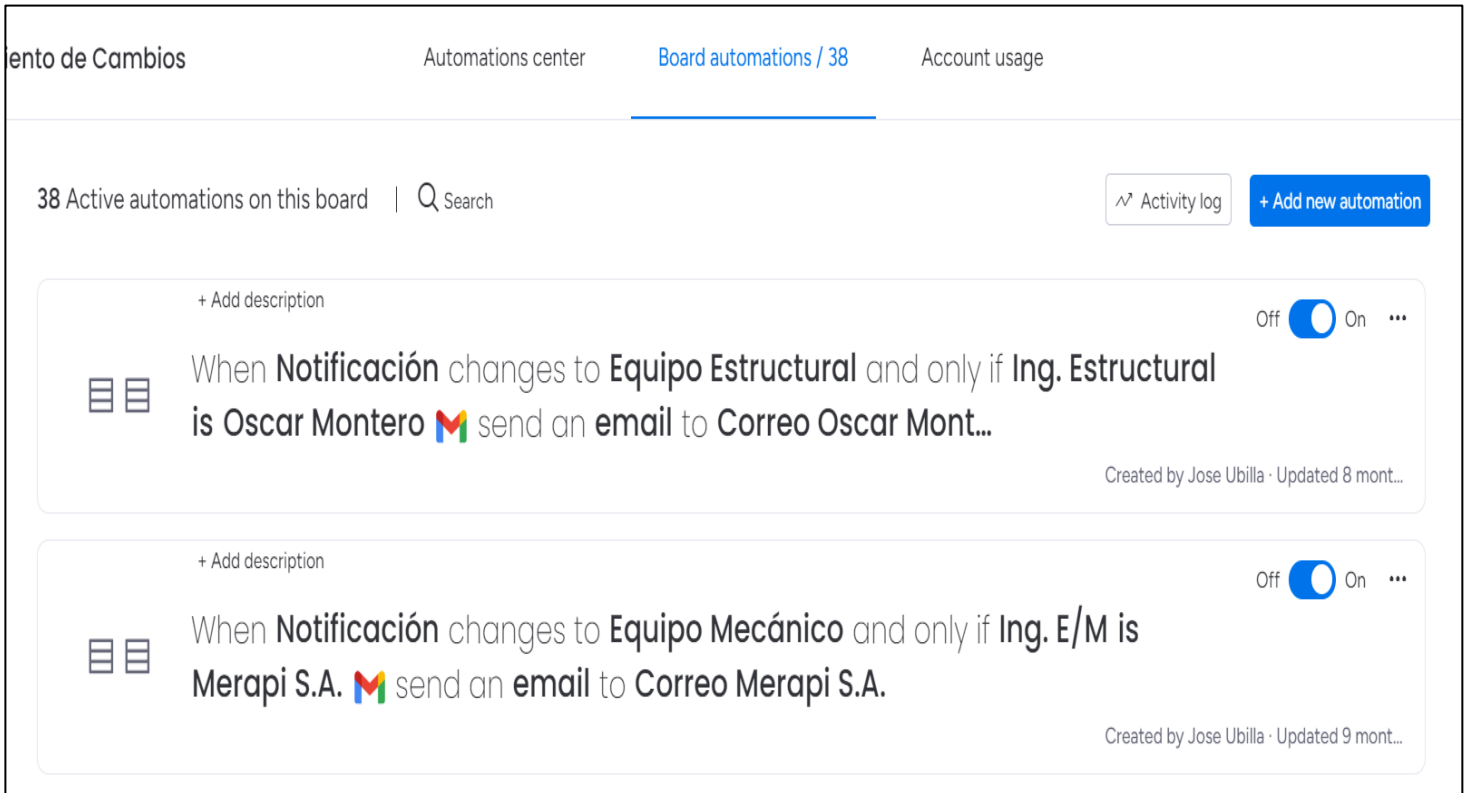 iento de Cambios Automations center Board automations / 38 Account usage
38 Active automations on this board | Search Activity log + Add new automation
+ Add description
Off On ...
When Notificación changes to Equipo Estructural and only if Ing. Estructural
is Oscar Montero send an email to Correo Oscar Mont...
Created by Jose Ubilla · Updated 8 mont...
+ Add description
Off On ...
When Notificación changes to Equipo Mecánico and only if Ing. E/M is
Merapi S.A. send an email to Correo Merapi S.A.
Created by Jose Ubilla · Updated 9 mont...